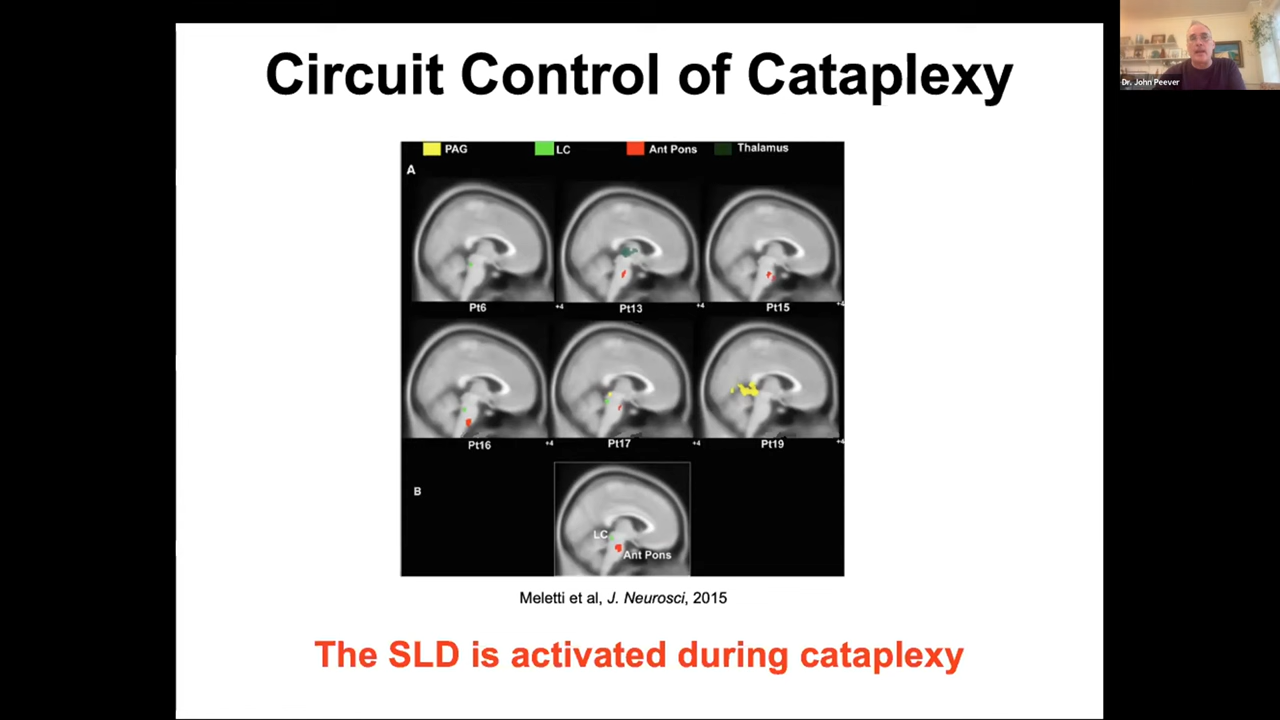 Circuit Control of Cataplexy
Dr. John Peever
PAG LC Ant Pons Thalamus
A
Pt6 +4 Pt13 +4 Pt15 +4
Pt16 +4 Pt17 +4 Pt19 +4
B
LC
Ant Pons
Meletti et al, J. Neurosci, 2015
The SLD is activated during cataplexy